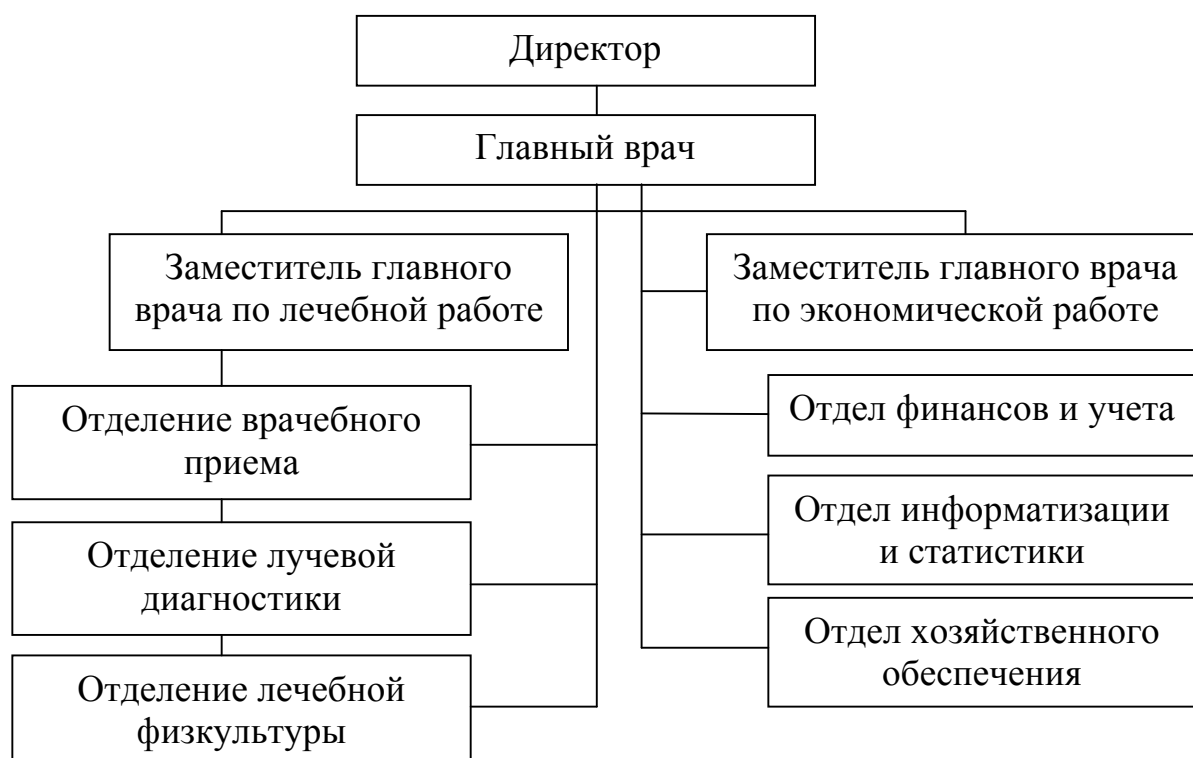 Директор
Главный врач
Заместитель главного
врача по лечебной работе
Заместитель главного врача
по экономической работе
Отделение врачебного
приема
Отдел финансов и учета
Отдел информатизации
и статистики
Отделение лучевой
диагностики
Отдел хозяйственного
обеспечения
Отделение лечебной
физкультуры